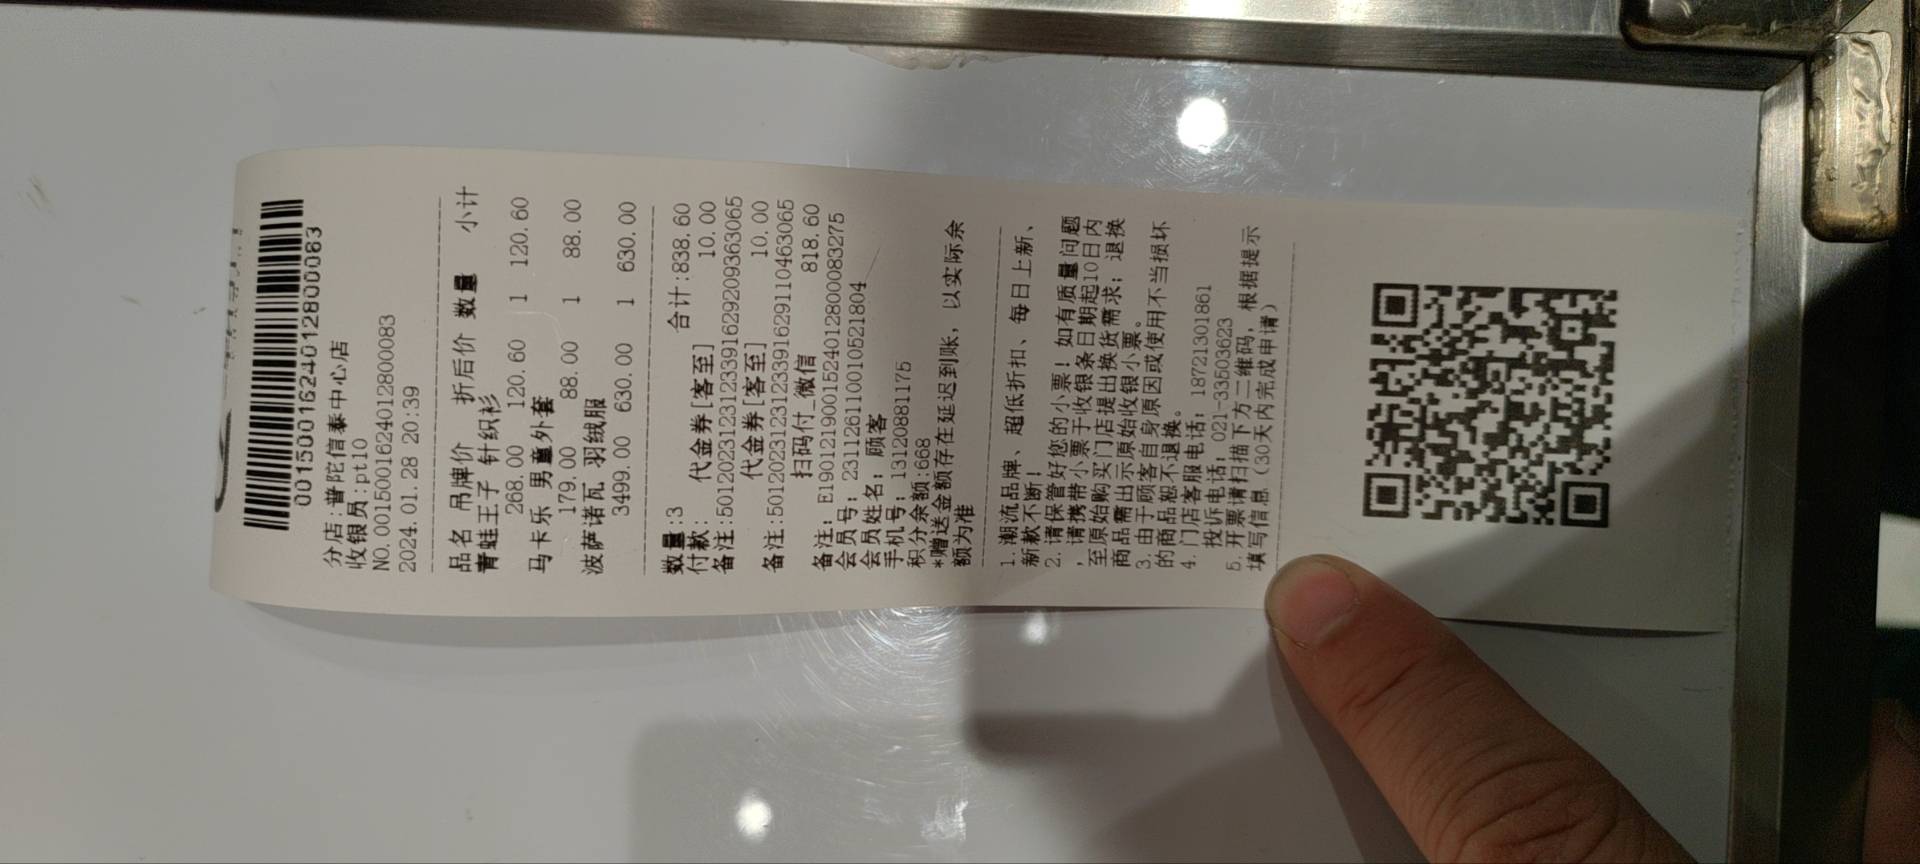 001500162401280000083
分店:普陀信泰中心店
收银员:pt10
NO.00150016240128000083
2024.01.28 20:39
品名 吊牌价 折后价 数量 小计
青蛙王子 针织衫
268.00 120.60 1 120.60
马卡乐 男童外套
179.00 88.00 1 88.00
波萨诺瓦 羽绒服
3499.00 630.00 1 630.00
数量:3 合计:838.60
付款: 代金券[客至] 10.00
备注:501202312312339162920936 3065
代金券[客至] 10.00
备注:5012023123123391629110463065
扫码付_微信 818.60
备注: E19012190015240128000083275
会员号: 2311261100110521804
会员姓名: 顾客
手机号: 13120881175
积分余额:668
*赠送金额存在延迟到账, 以实际余
额为准
1. 潮流品牌、超低折扣、每日上新、
新款不断!
2. 请保管好您的小票! 如有质量问题
, 请携带小票于收银条日期起10日内
至原始购买门店提出换货需求; 退换
商品需出示原始收银小票。
3. 由于顾客自身原因或使用不当损坏
的商品恕不退换。
4. 门店客服电话: 18721301861
投诉电话: 021-33503623
5. 开票请扫描下方二维码, 根据提示
填写信息 (30天内完成申请)